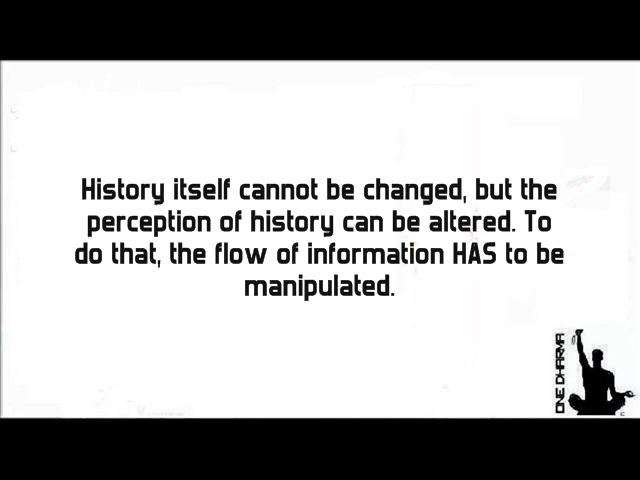 History itself cannot be changed, but the
perception of history can be altered. To
do that, the flow of information HAS to be
manipulated.
ONE DHARMA